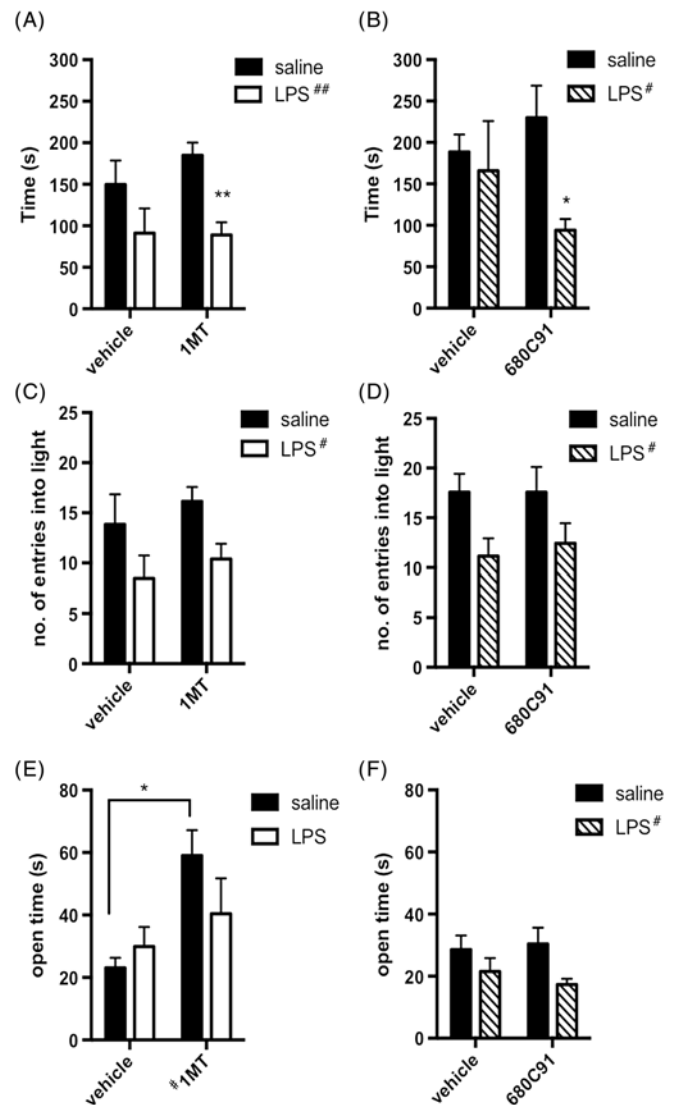 (A)
300
250
200
150
100
50
0
Time (s)
saline
LPS ##
**
vehicle
1MT
(B)
300
250
200
150
100
50
0
Time (s)
saline
LPS #
*
vehicle
680C91
(C)
25
20
15
10
5
0
no. of entries into light
saline
LPS #
vehicle
1MT
(D)
25
20
15
10
5
0
no. of entries into light
saline
LPS #
vehicle
680C91
(E)
80
60
40
20
0
open time (s)
*
saline
LPS
vehicle
#1MT
(F)
80
60
40
20
0
open time (s)
saline
LPS #
vehicle
680C91